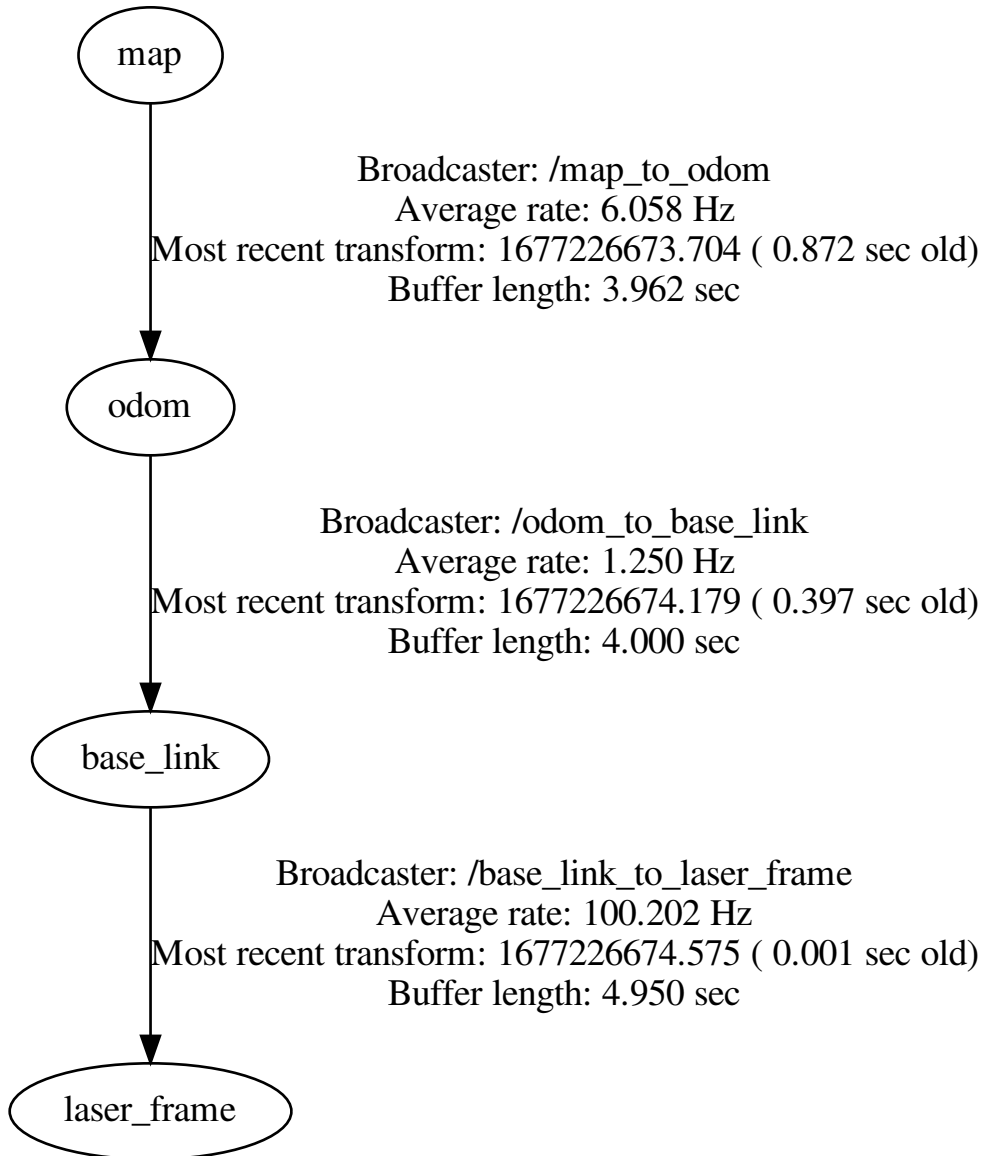 map
Broadcaster: /map_to_odom
Average rate: 6.058 Hz
Most recent transform: 1677226673.704 ( 0.872 sec old)
Buffer length: 3.962 sec
odom
Broadcaster: /odom_to_base_link
Average rate: 1.250 Hz
Most recent transform: 1677226674.179 ( 0.397 sec old)
Buffer length: 4.000 sec
base_link
Broadcaster: /base_link_to_laser_frame
Average rate: 100.202 Hz
Most recent transform: 1677226674.575 ( 0.001 sec old)
Buffer length: 4.950 sec
laser_frame